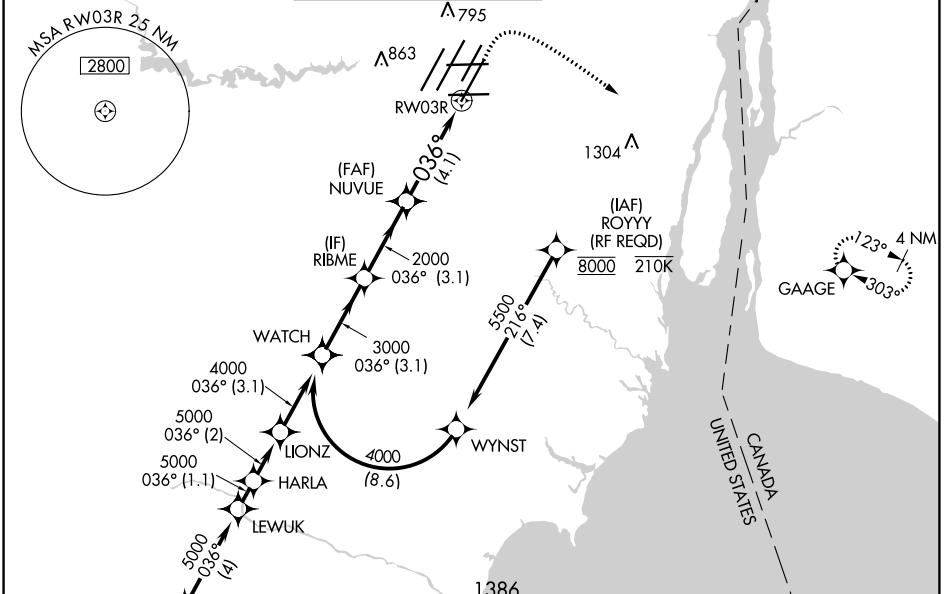 MSA RW03R 25 NM
2800
795
863
RW03R
036°
(4.1)
1304
(FAF)
NUVUE
(IAF)
ROYYY
(RF REQD)
8000 210K
(IF)
RIBME
2000
036° (3.1)
123°
4 NM
303°
GAAGE
5500
216°
(7.4)
WATCH
3000
036° (3.1)
4000
036° (3.1)
5000
036° (2)
LIONZ
WYNST
4000
(8.6)
5000
036° (1.1)
HARLA
LEWUK
CANADA
UNITED STATES
5000
036°
(4)
1386